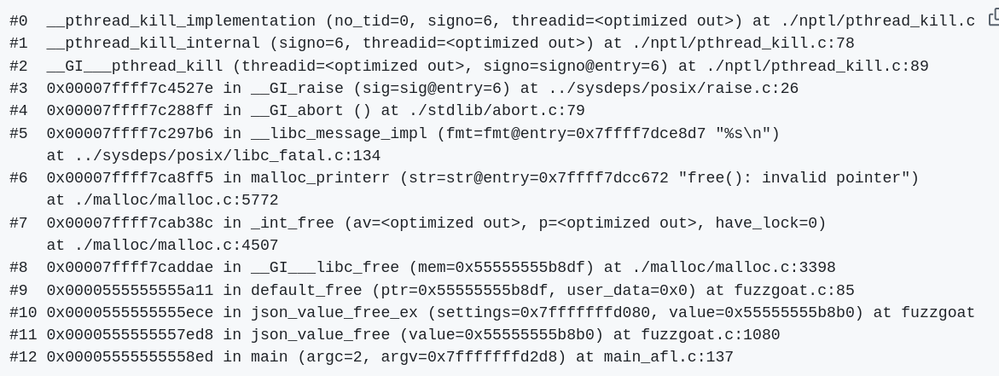 #0  __pthread_kill_implementation (no_tid=0, signo=6, threadid=<optimized out>) at ./nptl/pthread_kill.c
#1  __pthread_kill_internal (signo=6, threadid=<optimized out>) at ./nptl/pthread_kill.c:78
#2  __GI___pthread_kill (threadid=<optimized out>, signo=signo@entry=6) at ./nptl/pthread_kill.c:89
#3  0x00007ffff7c4527e in __GI_raise (sig=sig@entry=6) at ../sysdeps/posix/raise.c:26
#4  0x00007ffff7c288ff in __GI_abort () at ./stdlib/abort.c:79
#5  0x00007ffff7c297b6 in __libc_message_impl (fmt=fmt@entry=0x7ffff7dce8d7 "%s\n")
    at ../sysdeps/posix/libc_fatal.c:134
#6  0x00007ffff7ca8ff5 in malloc_printerr (str=str@entry=0x7ffff7dcc672 "free(): invalid pointer")
    at ./malloc/malloc.c:5772
#7  0x00007ffff7cab38c in _int_free (av=<optimized out>, p=<optimized out>, have_lock=0)
    at ./malloc/malloc.c:4507
#8  0x00007ffff7caddae in __GI___libc_free (mem=0x55555555b8df) at ./malloc/malloc.c:3398
#9  0x0000555555555a11 in default_free (ptr=0x55555555b8df, user_data=0x0) at fuzzgoat.c:85
#10 0x0000555555555ece in json_value_free_ex (settings=0x7fffffffd080, value=0x55555555b8b0) at fuzzgoat
#11 0x0000555555557ed8 in json_value_free (value=0x55555555b8b0) at fuzzgoat.c:1080
#12 0x00005555555558ed in main (argc=2, argv=0x7fffffffd2d8) at main_afl.c:137